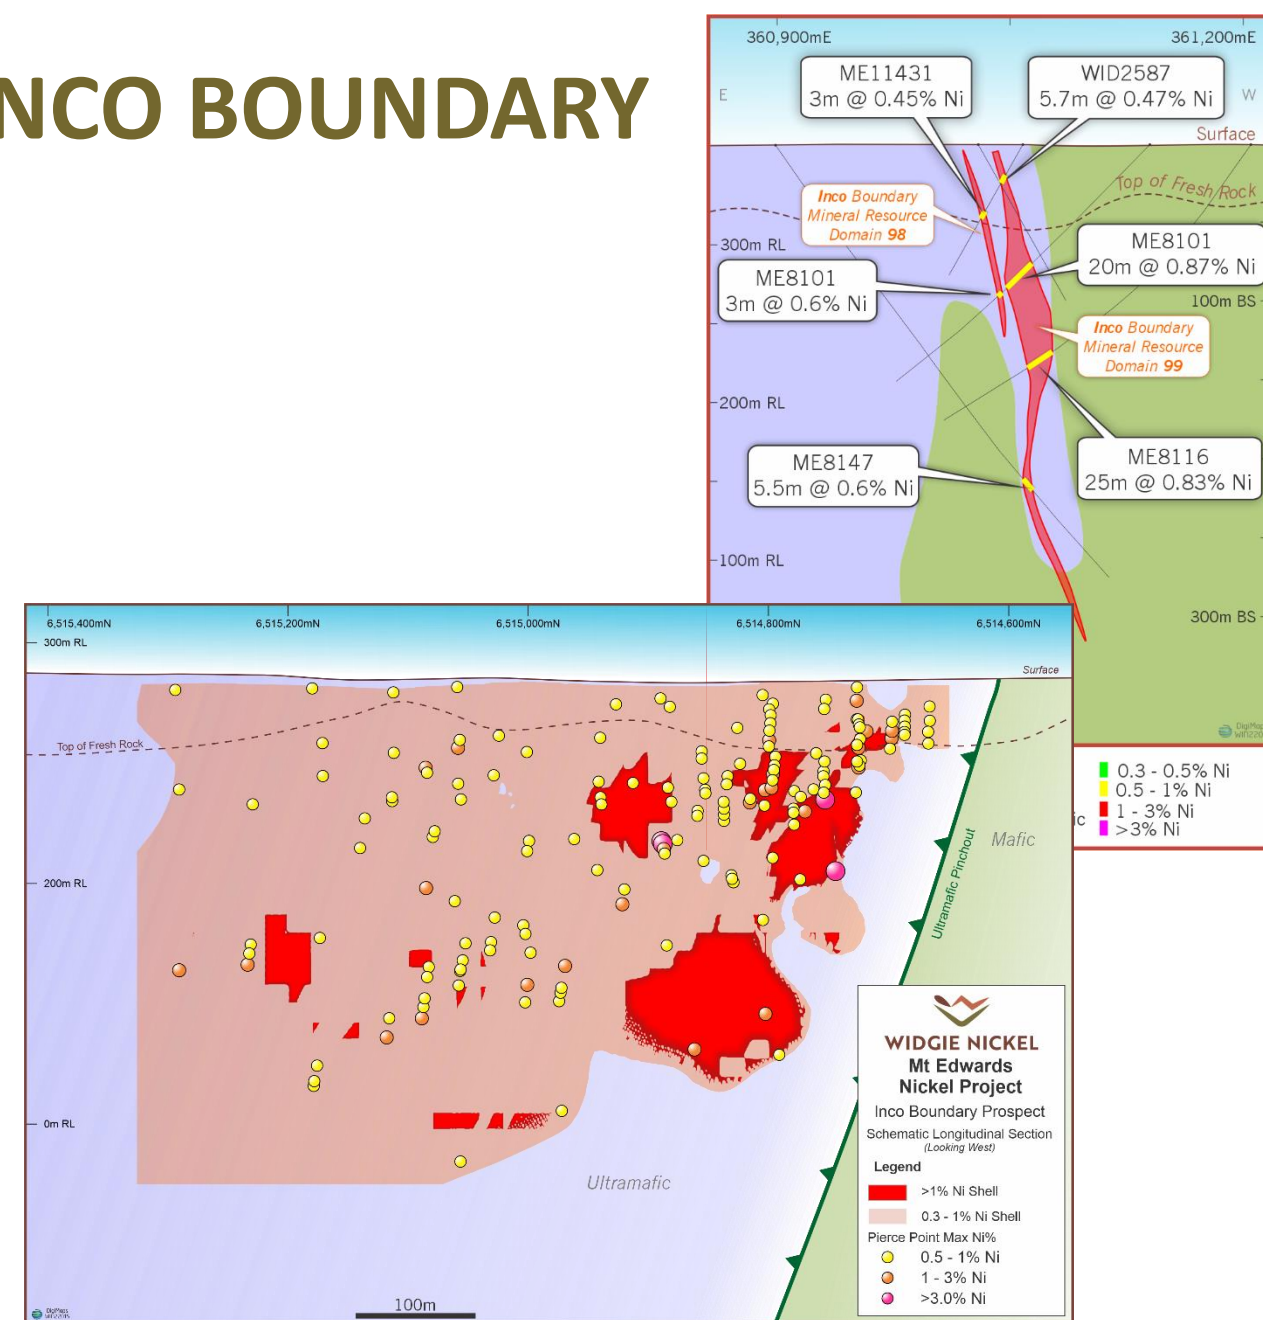 NCO BOUNDARY
360,900mE
361,200mE
E
W
ME11431
3m @ 0.45% Ni
WID2587
5.7m @ 0.47% Ni
Surface
Top of Fresh Rock
Inco Boundary
Mineral Resource
Domain 98
300m RL
ME8101
20m @ 0.87% Ni
ME8101
3m @ 0.6% Ni
100m BS
Inco Boundary
Mineral Resource
Domain 99
200m RL
ME8147
5.5m @ 0.6% Ni
ME8116
25m @ 0.83% Ni
100m RL
300m BS
0.3 - 0.5% Ni
0.5 - 1% Ni
1 - 3% Ni
>3% Ni
ic
6,515,400mN
6,515,200mN
6,515,000mN
6,514,800mN
6,514,600mN
300m RL
Surface
Top of Fresh Rock
Mafic
Ultramafic Pinchout
200m RL
0m RL
Ultramafic
100m
WIDGIE NICKEL
Mt Edwards
Nickel Project
Inco Boundary Prospect
Schematic Longitudinal Section
(Looking West)
Legend
>1% Ni Shell
0.3 - 1% Ni Shell
Pierce Point Max Ni%
0.5 - 1% Ni
1 - 3% Ni
>3.0% Ni